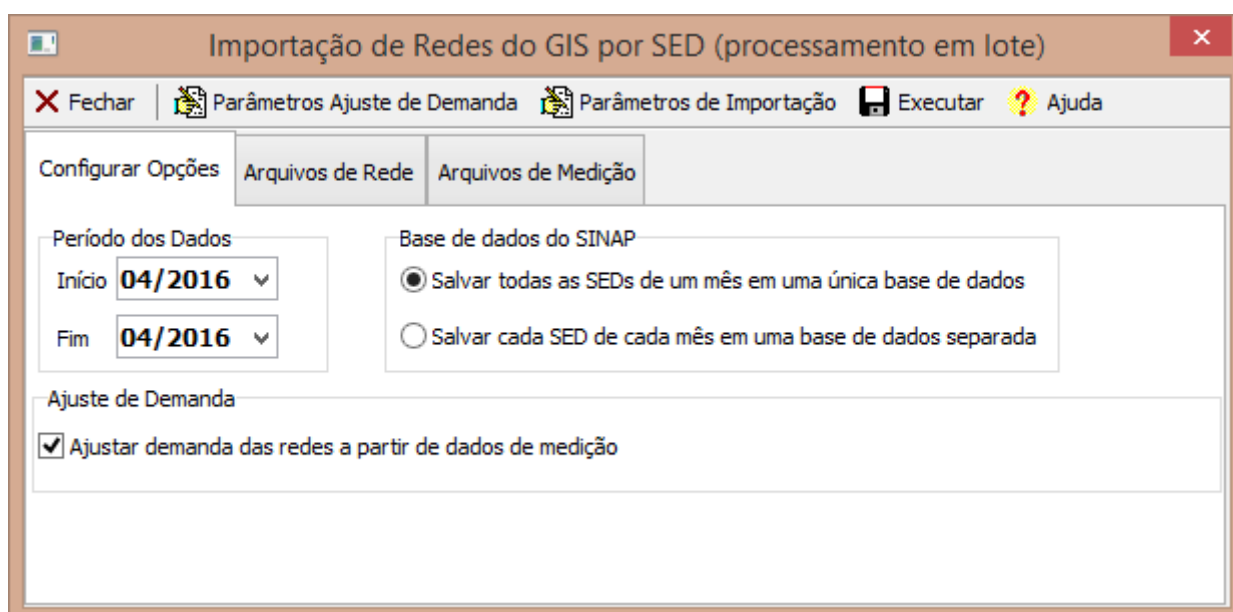 Importação de Redes do GIS por SED (processamento em lote)
Fechar Parâmetros Ajuste de Demanda Parâmetros de Importação Executar Ajuda
Configurar Opções Arquivos de Rede Arquivos de Medição
Período dos Dados Base de dados do SINAP
Início 04/2016 Salvar todas as SEDs de um mês em uma única base de dados
Fim 04/2016 Salvar cada SED de cada mês em uma base de dados separada
Ajuste de Demanda
Ajustar demanda das redes a partir de dados de medição